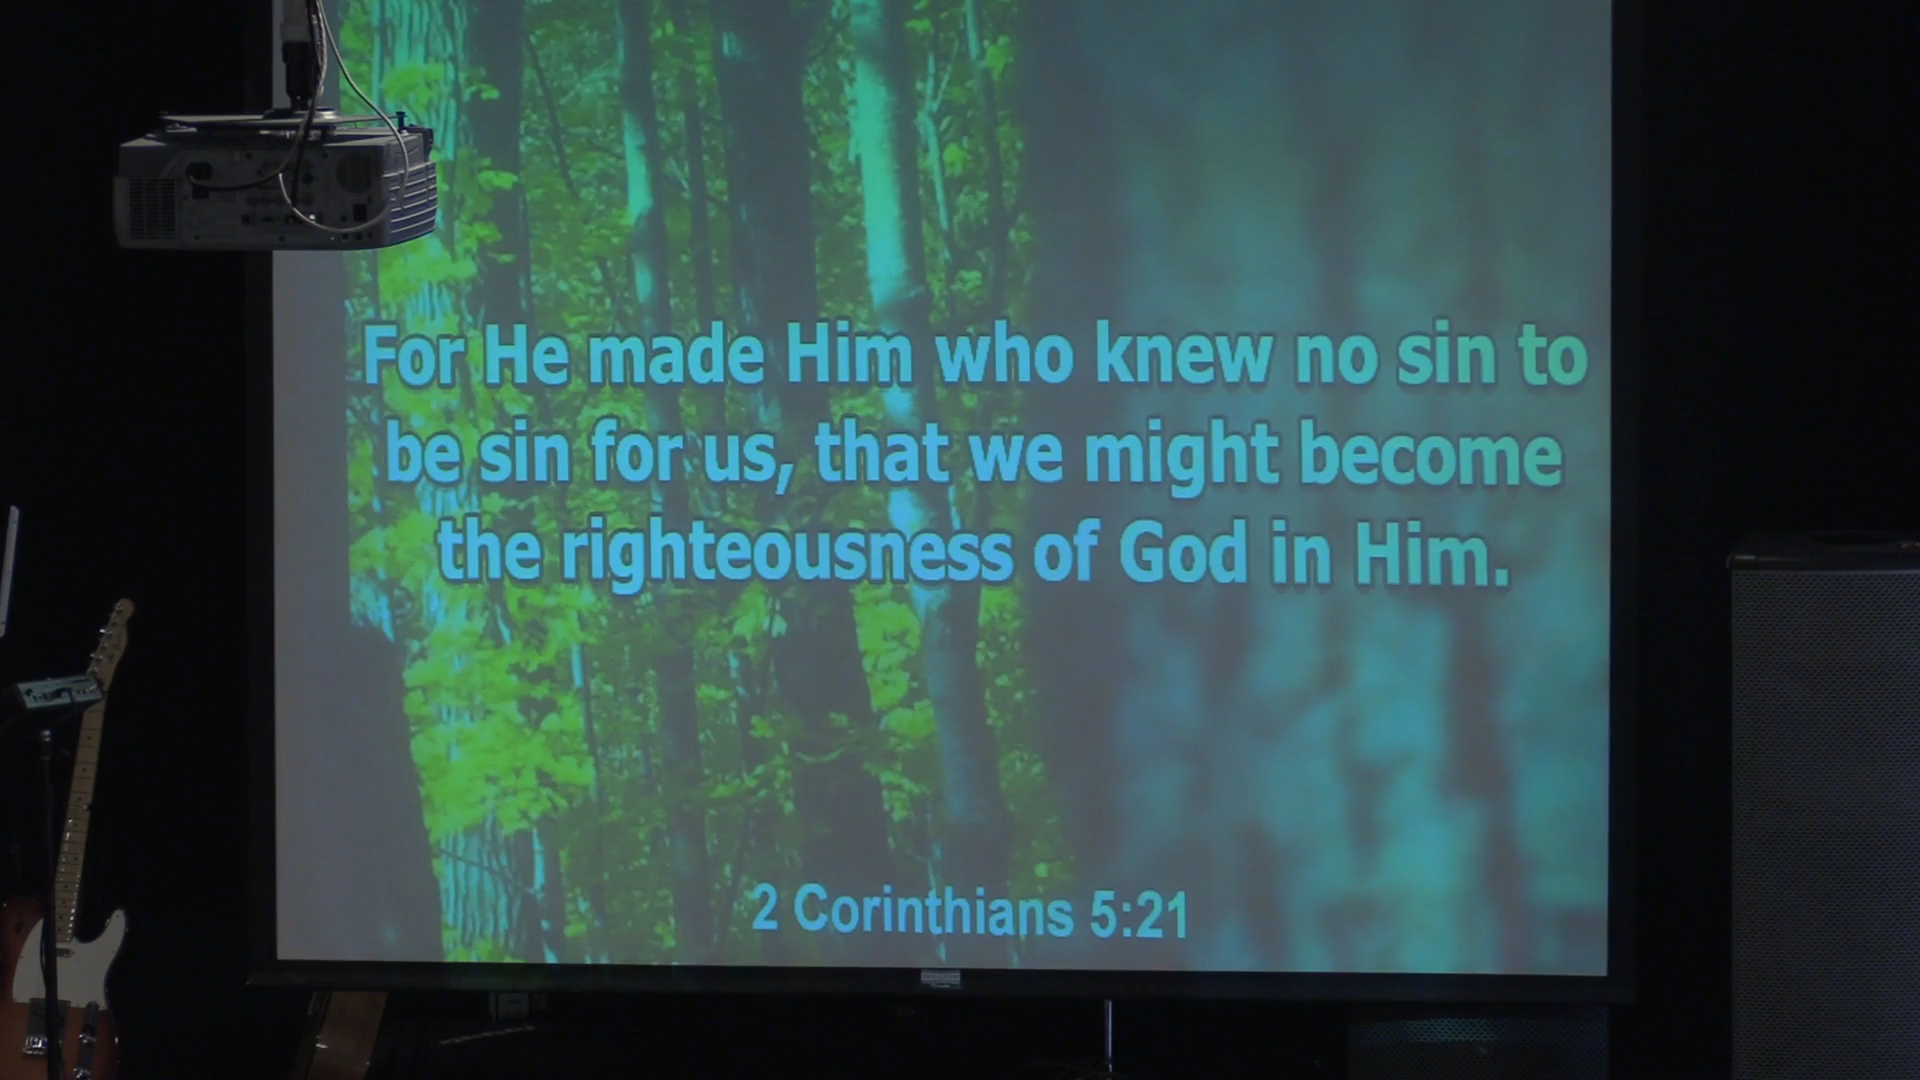 For He made Him who knew no sin to
be sin for us, that we might become
the righteousness of God in Him.
2 Corinthians 5:21